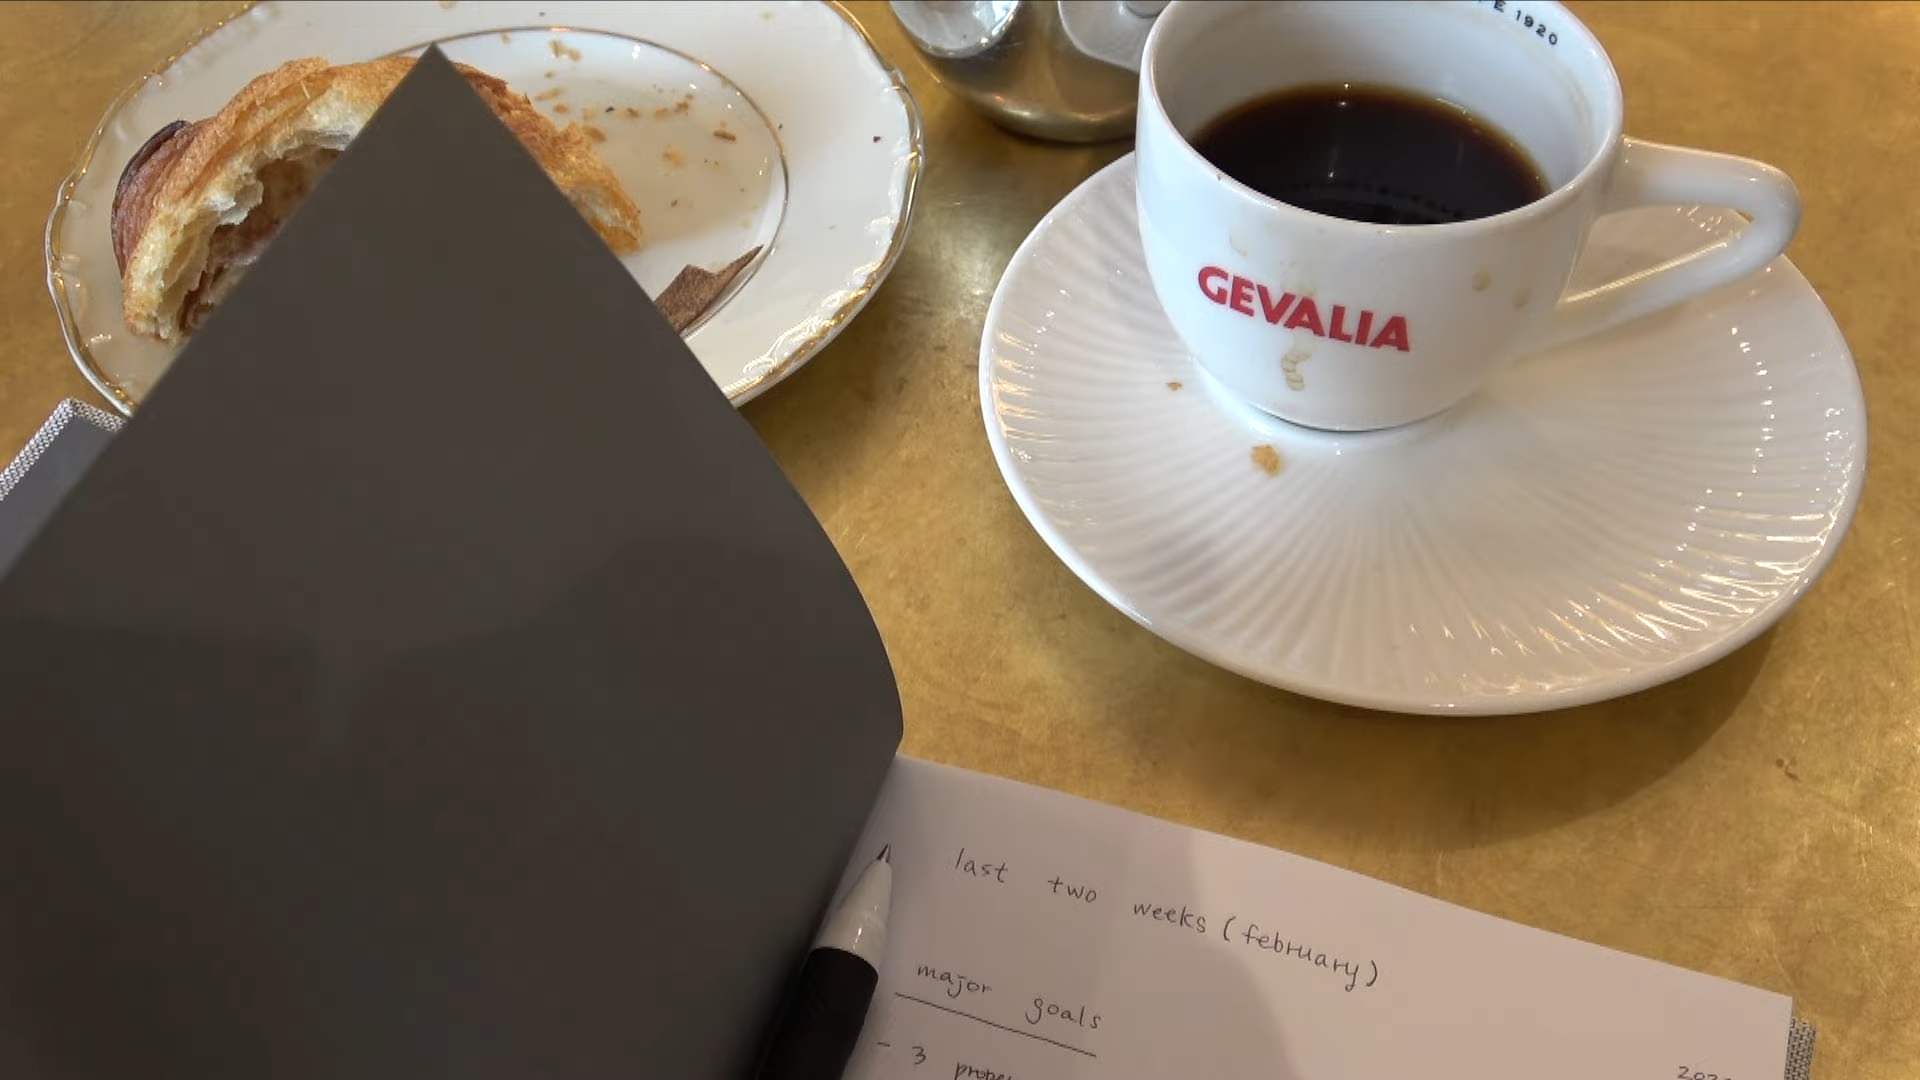 E 1920
GEVALIA
last two weeks (february)
major goals
- 3